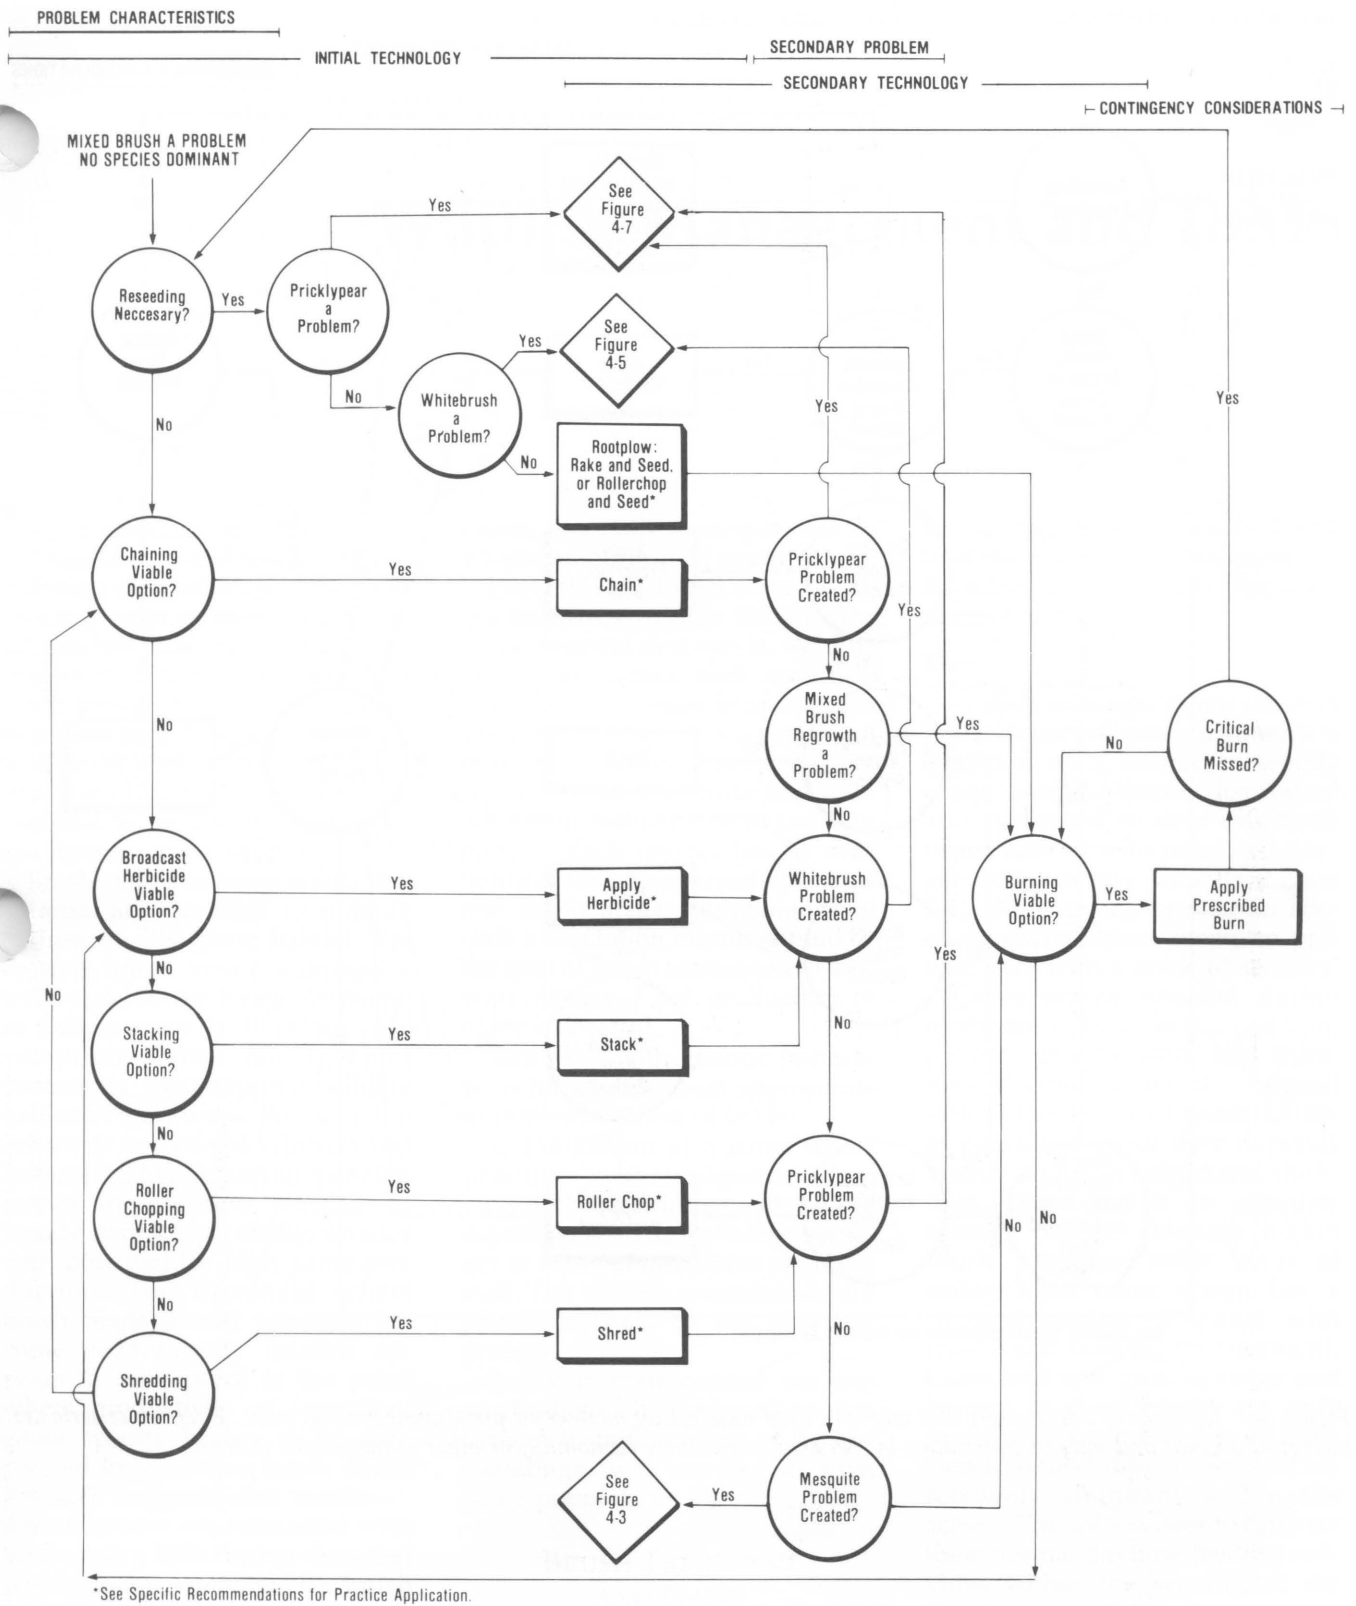 PROBLEM CHARACTERISTICS
INITIAL TECHNOLOGY
SECONDARY PROBLEM
SECONDARY TECHNOLOGY
CONTINGENCY CONSIDERATIONS
MIXED BRUSH A PROBLEM
NO SPECIES DOMINANT
Reseeding
Neccesary?
Yes
Pricklypear
a
Problem?
Yes
See
Figure
4-7
No
Whitebrush
a
Problem?
Yes
See
Figure
4-5
No
Rootplow:
Rake and Seed,
or Rollerchop
and Seed*
No
Chaining
Viable
Option?
Yes
Chain*
Pricklypear
Problem
Created?
Yes
Yes
No
Mixed
Brush
Regrowth
a
Problem?
Yes
No
No
Broadcast
Herbicide
Viable
Option?
Yes
Apply
Herbicide*
Whitebrush
Problem
Created?
Burning
Viable
Option?
Yes
Apply
Prescribed
Burn
Critical
Burn
Missed?
No
Yes
No
No
Stacking
Viable
Option?
Yes
Stack*
No
Yes
No
Roller
Chopping
Viable
Option?
Yes
Roller Chop*
Pricklypear
Problem
Created?
No
No
No
Shredding
Viable
Option?
Yes
Shred*
No
Mesquite
Problem
Created?
Yes
See
Figure
4-3
*See Specific Recommendations for Practice Application.